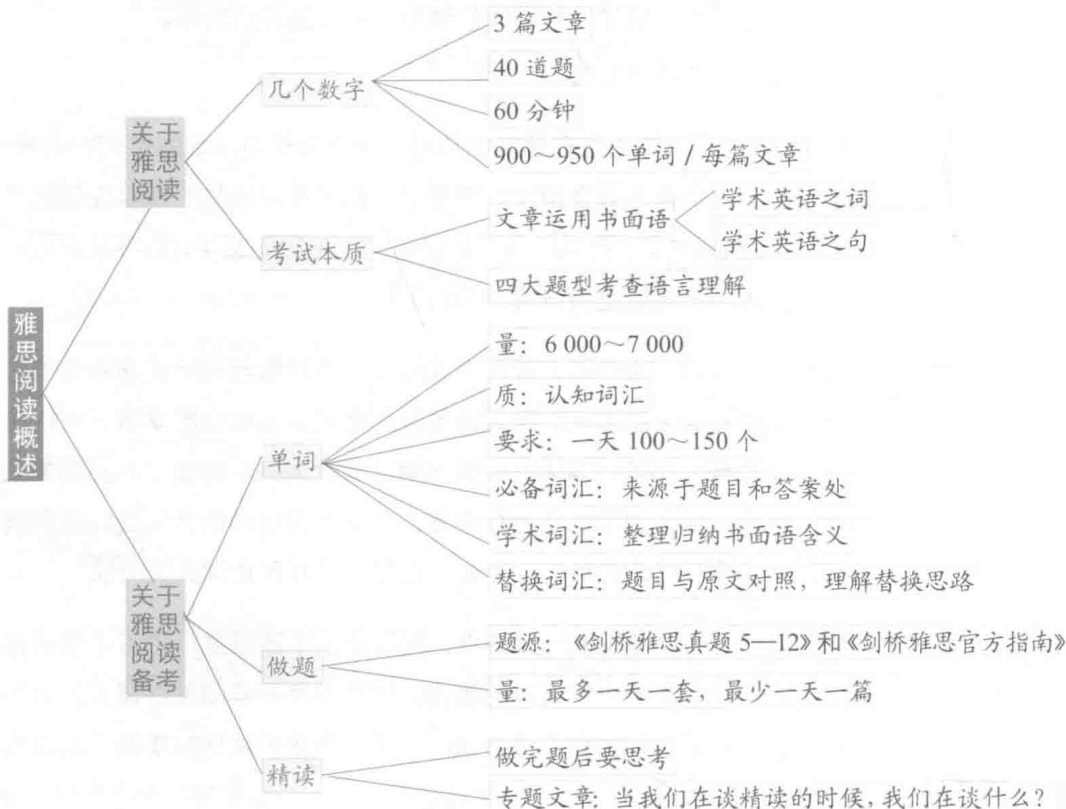 雅思阅读概述
关于
雅思
阅读
几个数字
3 篇文章
40 道题
60 分钟
900～950 个单词 / 每篇文章
考试本质
文章运用书面语
学术英语之词
学术英语之句
四大题型考查语言理解
关于
雅思
阅读
备考
单词
量：6 000～7 000
质：认知词汇
要求：一天 100～150 个
必备词汇：来源于题目和答案处
学术词汇：整理归纳书面语含义
替换词汇：题目与原文对照，理解替换思路
做题
题源：《剑桥雅思真题 5—12》和《剑桥雅思官方指南》
量：最多一天一套，最少一天一篇
精读
做完题后要思考
专题文章：当我们在谈精读的时候，我们在谈什么？